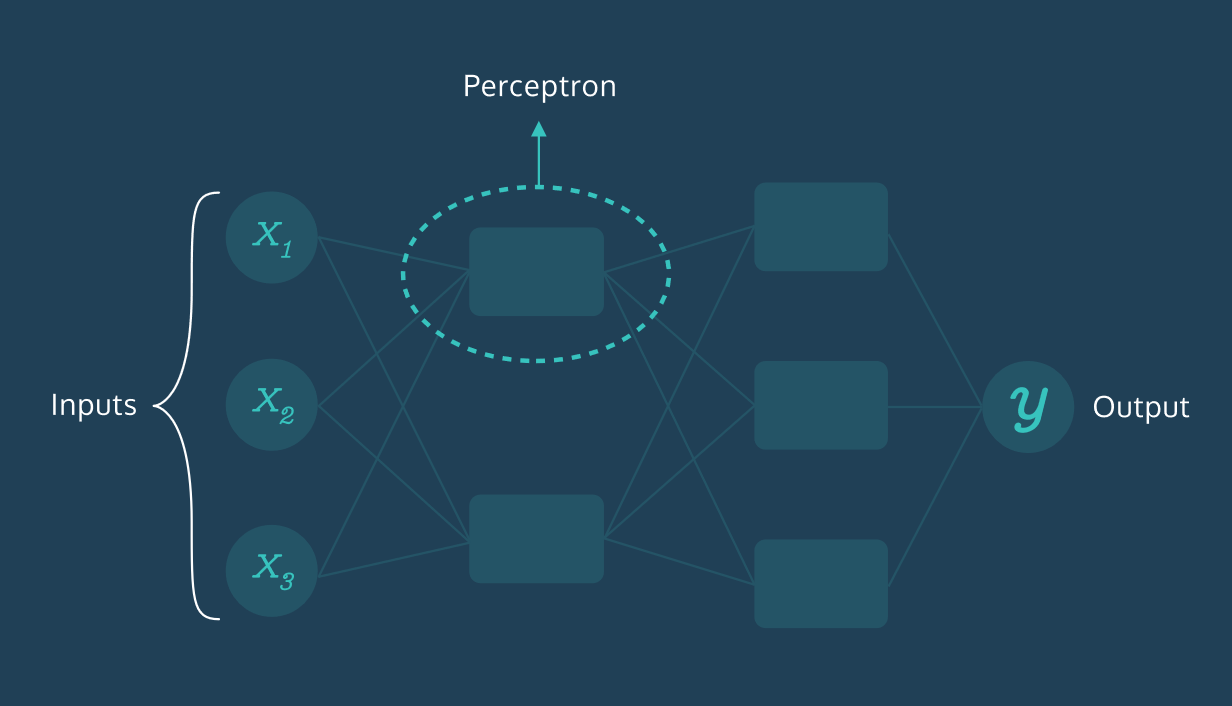 Perceptron
x₁
x₂
x₃
Inputs
y
Output